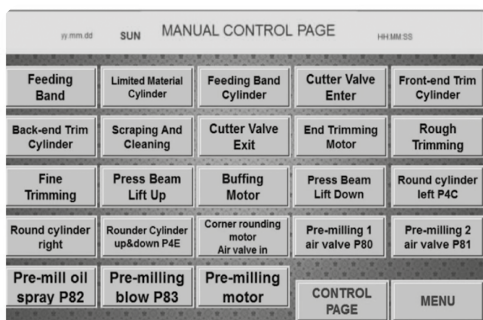 yy.mm.dd SUN MANUAL CONTROL PAGE HH:MM:SS
Feeding
Band
Limited Material
Cylinder
Feeding Band
Cylinder
Cutter Valve
Enter
Front-end Trim
Cylinder
Back-end Trim
Cylinder
Scraping And
Cleaning
Cutter Valve
Exit
End Trimming
Motor
Rough
Trimming
Fine
Trimming
Press Beam
Lift Up
Buffing
Motor
Press Beam
Lift Down
Round cylinder
left P4C
Round cylinder
right
Rounder Cylinder
up&down P4E
Corner rounding
motor
Air valve in
Pre-milling 1
air valve P80
Pre-milling 2
air valve P81
Pre-mill oil
spray P82
Pre-milling
blow P83
Pre-milling
motor
CONTROL
PAGE
MENU